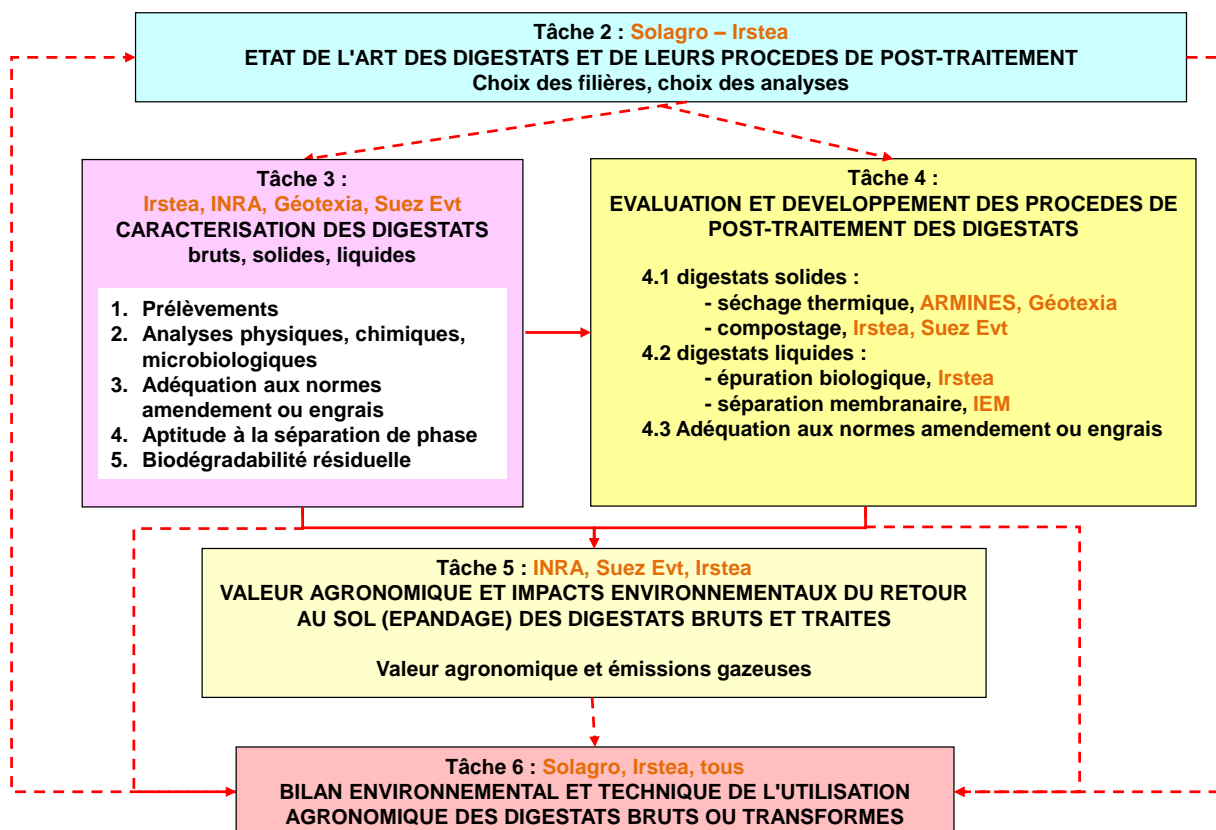 Tâche 2 : Solagro – Irstea
ETAT DE L'ART DES DIGESTATS ET DE LEURS PROCEDES DE POST-TRAITEMENT
Choix des filières, choix des analyses
Tâche 3 :
Irstea, INRA, Géotexia, Suez Evt
CARACTERISATION DES DIGESTATS
bruts, solides, liquides
1. Prélèvements
2. Analyses physiques, chimiques,
microbiologiques
3. Adéquation aux normes
amendement ou engrais
4. Aptitude à la séparation de phase
5. Biodégradabilité résiduelle
Tâche 4 :
EVALUATION ET DEVELOPPEMENT DES PROCEDES DE
POST-TRAITEMENT DES DIGESTATS
4.1 digestats solides :
- séchage thermique, ARMINES, Géotexia
- compostage, Irstea, Suez Evt
4.2 digestats liquides :
- épuration biologique, Irstea
- séparation membranaire, IEM
4.3 Adéquation aux normes amendement ou engrais
Tâche 5 : INRA, Suez Evt, Irstea
VALEUR AGRONOMIQUE ET IMPACTS ENVIRONNEMENTAUX DU RETOUR
AU SOL (EPANDAGE) DES DIGESTATS BRUTS ET TRAITES
Valeur agronomique et émissions gazeuses
Tâche 6 : Solagro, Irstea, tous
BILAN ENVIRONNEMENTAL ET TECHNIQUE DE L'UTILISATION
AGRONOMIQUE DES DIGESTATS BRUTS OU TRANSFORMES